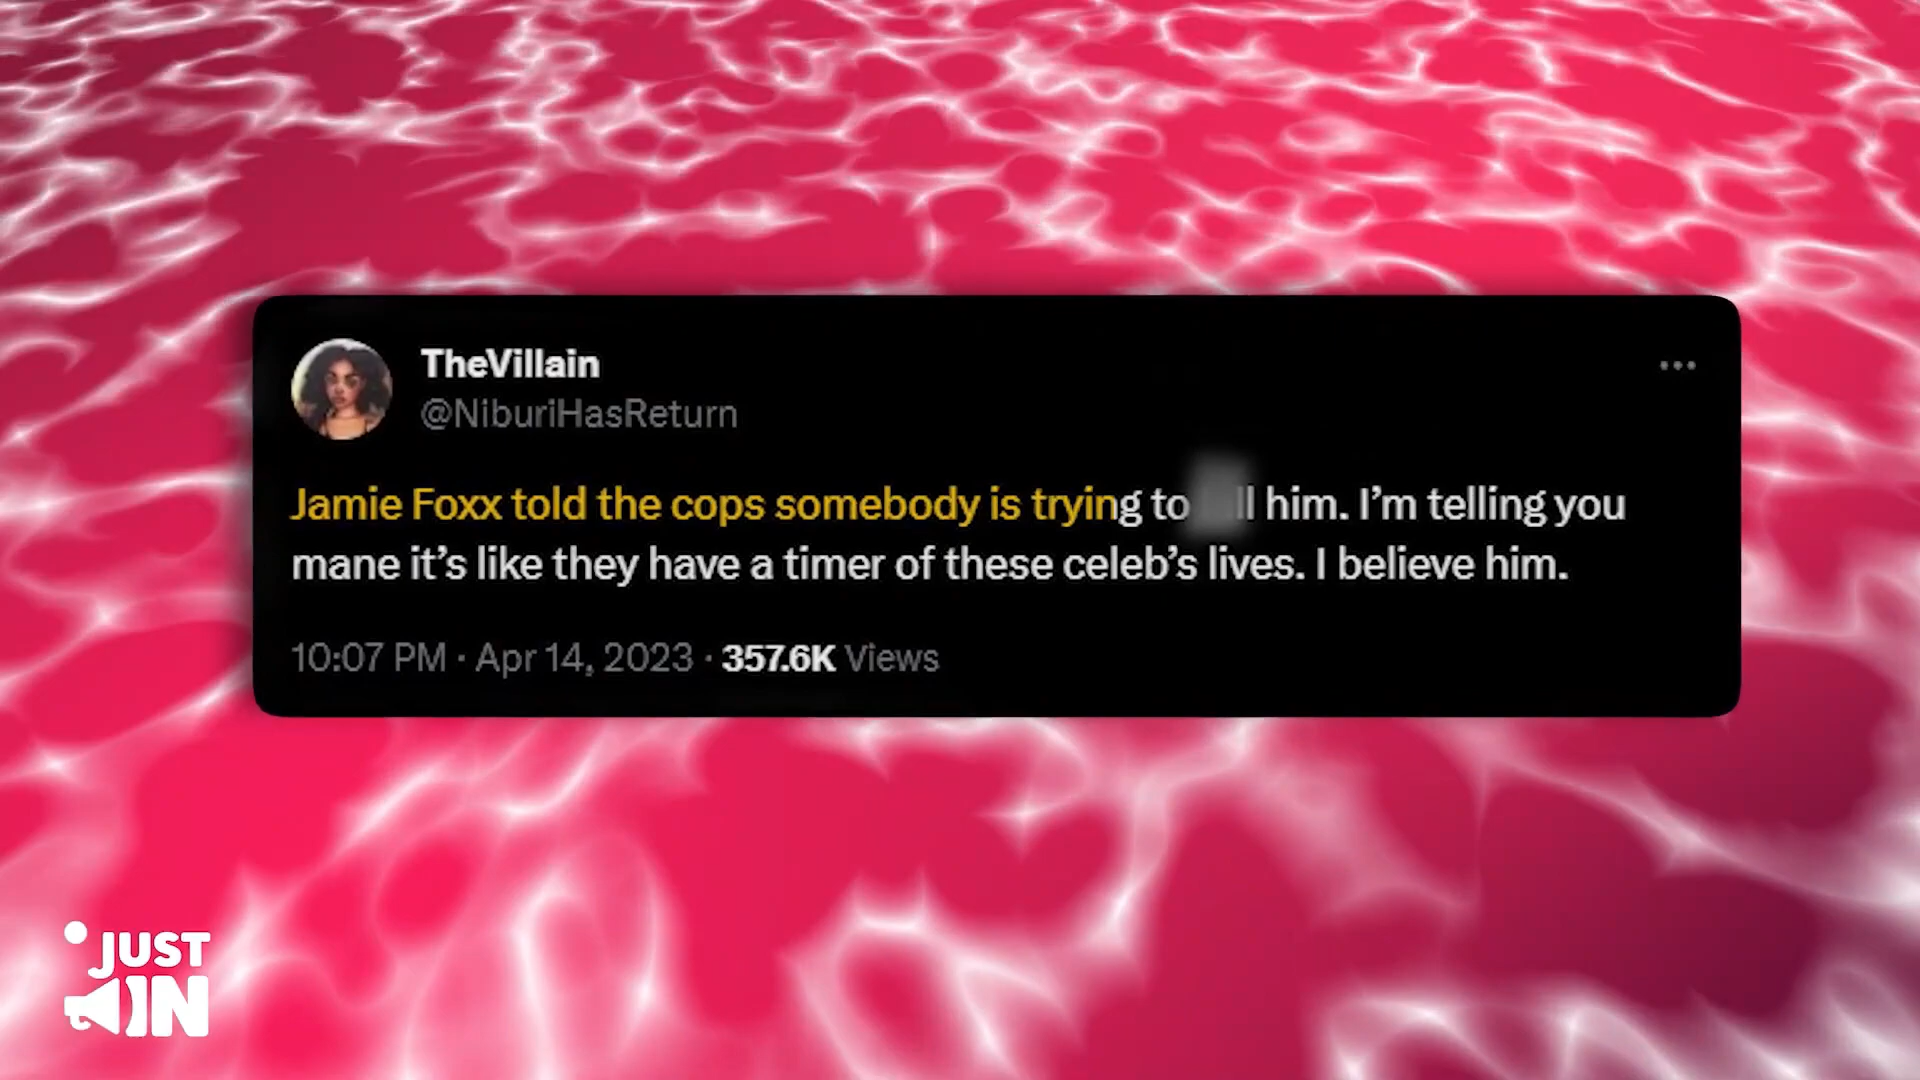 TheVillain
@NiburiHasReturn
Jamie Foxx told the cops somebody is trying to him. I'm telling you
mane it's like they have a timer of these celeb's lives. I believe him.
10:07 PM · Apr 14, 2023 · 357.6K Views
JUST
IN